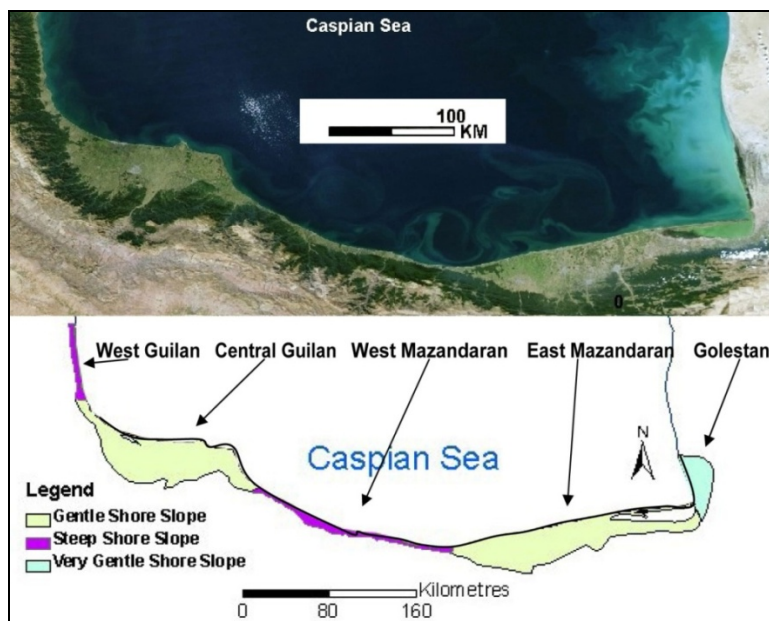 Caspian Sea
100
KM
0
West Guilan Central Guilan West Mazandaran East Mazandaran Golestan
N
Caspian Sea
Legend
Gentle Shore Slope
Steep Shore Slope
Very Gentle Shore Slope
Kilometres
0 80 160